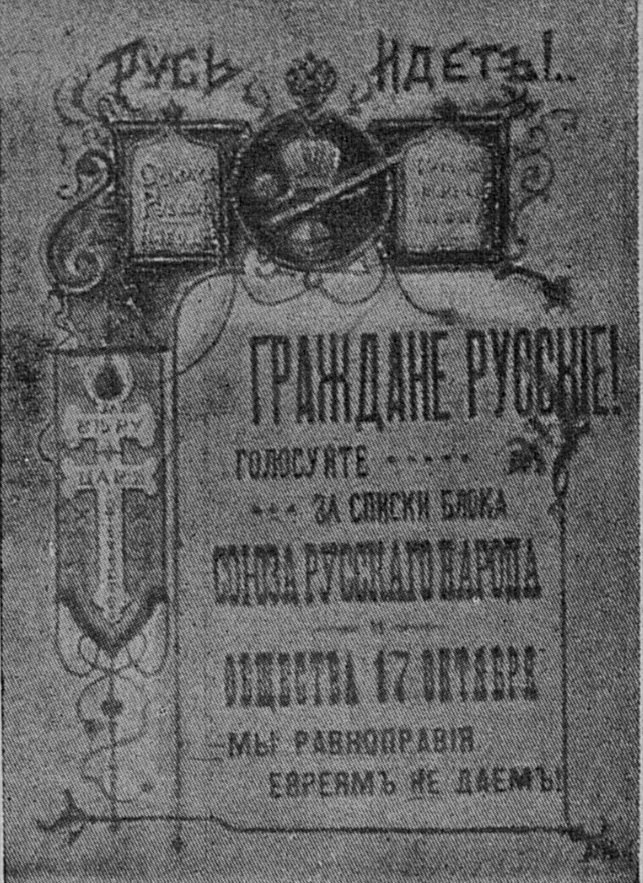 РУСЬ ИДЕТЪ!..
ГРАЖДАНЕ РУССКІЕ!
ГОЛОСУЙТЕ
ЗА СПИСКИ БЛОКА
СОЮЗА РУССКАГО НАРОДА
И
ОБЩЕСТВА 17 ОКТЯБРЯ
МЫ РАВНОПРАВІЯ
ЕВРЕЯМЪ НЕ ДАЕМЪ!
ЗА
ВѢРУ
ЦАРЯ